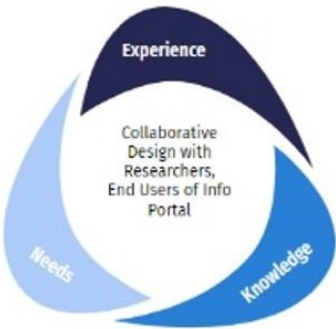 Experience
Collaborative
Design with
Researchers,
End Users of Info
Portal
Needs
Knowledge